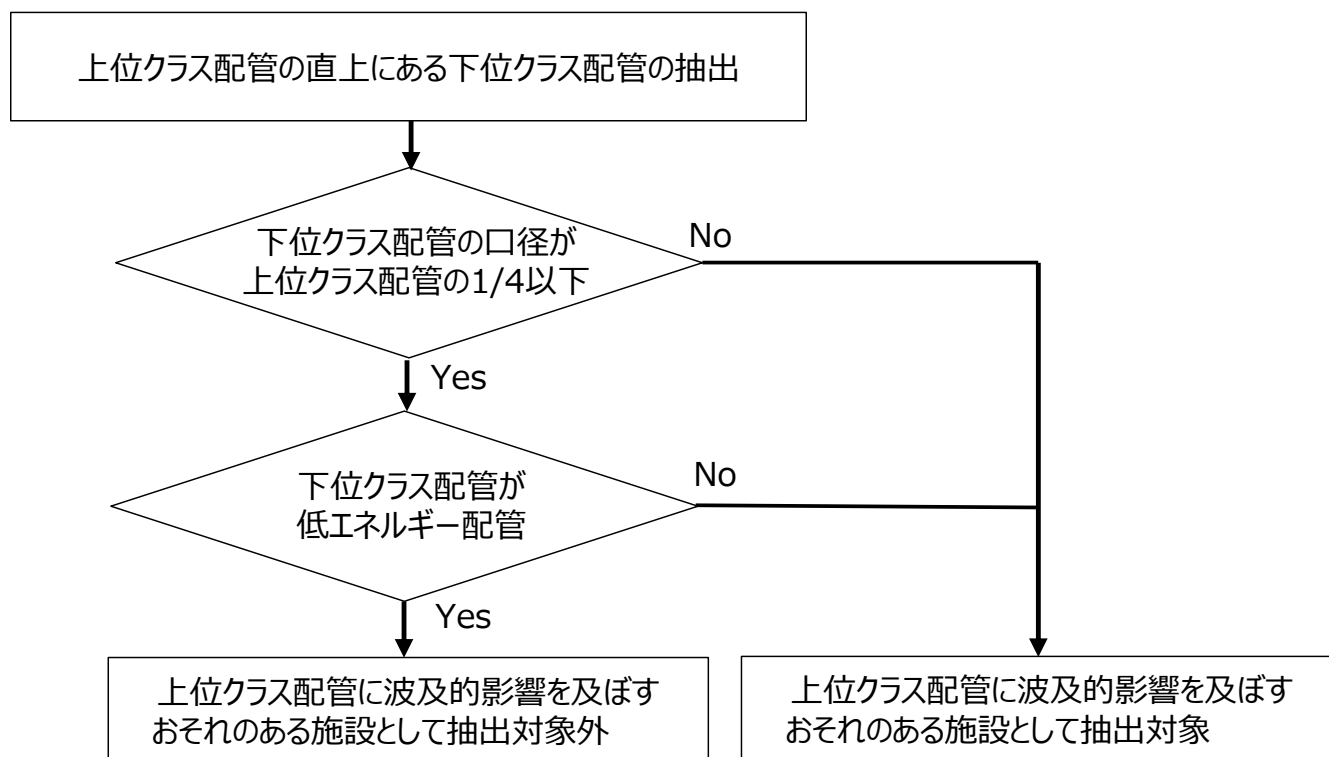 上位クラス配管の直上にある下位クラス配管の抽出
下位クラス配管の口径が
上位クラス配管の1/4以下
No
Yes
下位クラス配管が
低エネルギー配管
No
Yes
上位クラス配管に波及的影響を及ぼす
おそれのある施設として抽出対象外
上位クラス配管に波及的影響を及ぼす
おそれのある施設として抽出対象